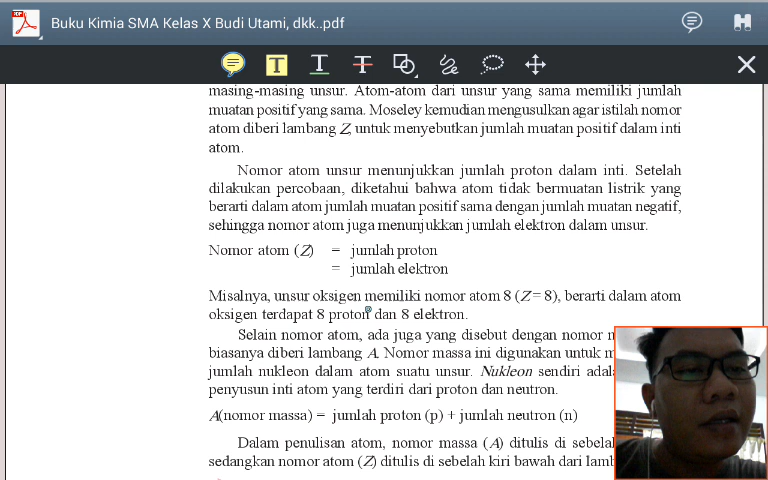 Buku Kimia SMA Kelas X Budi Utami, dkk..pdf
masing-masing unsur. Atom-atom dari unsur yang sama memiliki jumlah
muatan positif yang sama. Moseley kemudian mengusulkan agar istilah nomor
atom diberi lambang Z, untuk menyebutkan jumlah muatan positif dalam inti
atom.
Nomor atom unsur menunjukkan jumlah proton dalam inti. Setelah
dilakukan percobaan, diketahui bahwa atom tidak bermuatan listrik yang
berarti dalam atom jumlah muatan positif sama dengan jumlah muatan negatif,
sehingga nomor atom juga menunjukkan jumlah elektron dalam unsur.
Nomor atom (Z) = jumlah proton
= jumlah elektron
Misalnya, unsur oksigen memiliki nomor atom 8 (Z = 8), berarti dalam atom
oksigen terdapat 8 proton dan 8 elektron.
Selain nomor atom, ada juga yang disebut dengan nomor
biasanya diberi lambang A. Nomor massa ini digunakan untuk
jumlah nukleon dalam atom suatu unsur. Nukleon sendiri
penyusun inti atom yang terdiri dari proton dan neutron.
A(nomor massa) = jumlah proton (p) + jumlah neutron (n)
Dalam penulisan atom, nomor massa (A) ditulis di
sedangkan nomor atom (Z) ditulis di sebelah kiri bawah dari